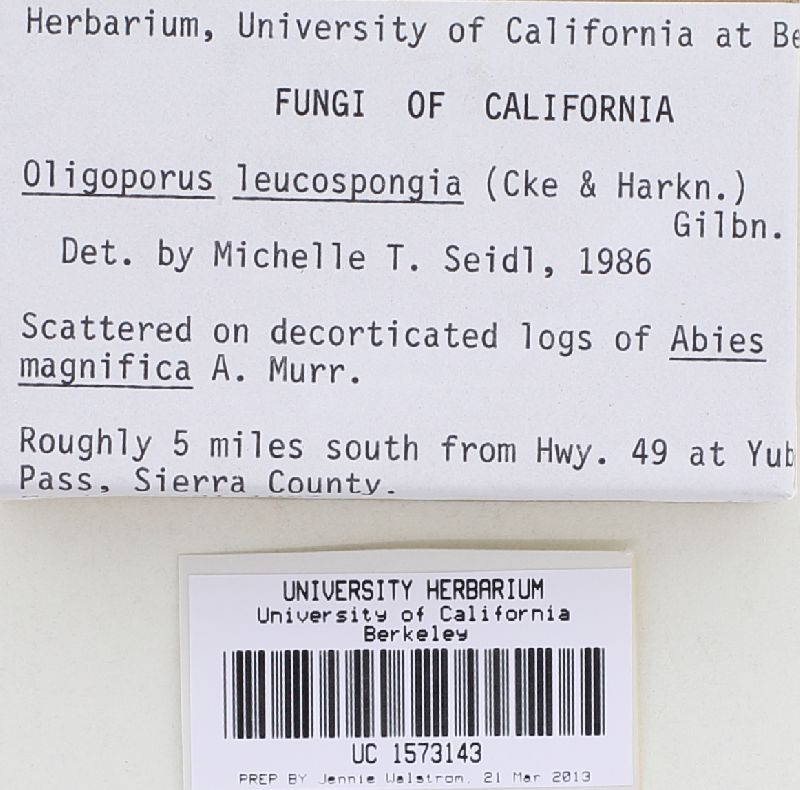 Herbarium, University of California at Be
FUNGI OF CALIFORNIA
Oligoporus leucospongia (Cke & Harkn.)
Gilbn.
Det. by Michelle T. Seidl, 1986
Scattered on decorticated logs of Abies
magnifica A. Murr.
Roughly 5 miles south from Hwy. 49 at Yub
Pass, Sierra County.
UNIVERSITY HERBARIUM
University of California
Berkeley
UC 1573143
PREP BY Jennie Walstrom, 21 Mar 2013